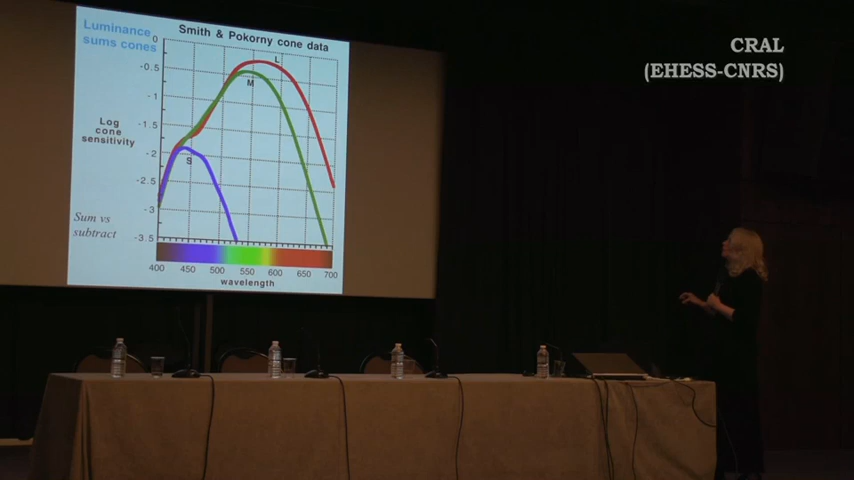 CRAL
(EHESS-CNRS)
Luminance
sums cones
Smith & Pokorny cone data
0
-0.5
-1
-1.5
-2
-2.5
-3
-3.5
Log
cone
sensitivity
L
M
S
Sum vs
subtract
400 450 500 550 600 650 700
wavelength